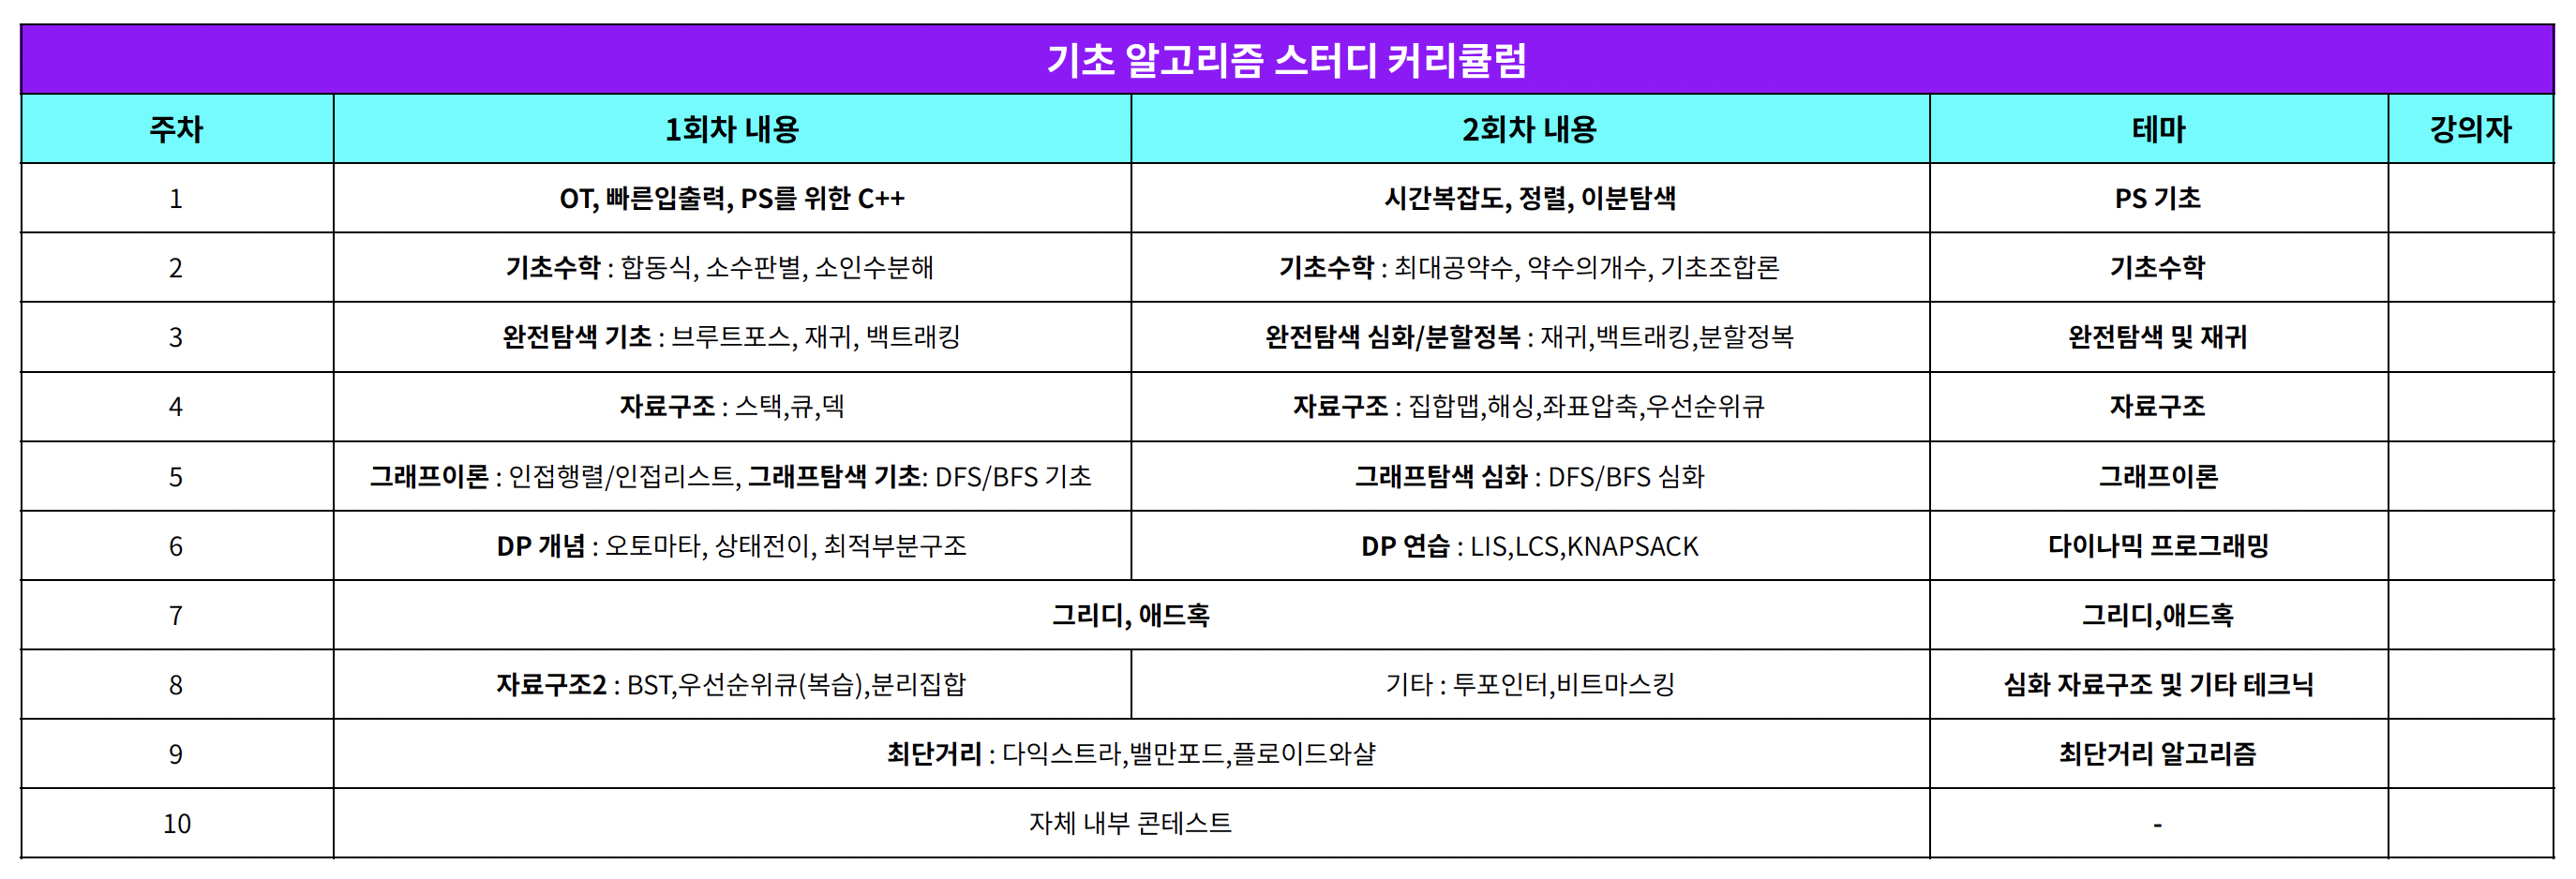 기초 알고리즘 스터디 커리큘럼
주차 1회차 내용 2회차 내용 테마 강의자
1 OT, 빠른입출력, PS를 위한 C++ 시간복잡도, 정렬, 이분탐색 PS 기초
2 기초수학 : 합동식, 소수판별, 소인수분해 기초수학 : 최대공약수, 약수의개수, 기초조합론 기초수학
3 완전탐색 기초 : 브루트포스, 재귀, 백트래킹 완전탐색 심화/분할정복 : 재귀,백트래킹,분할정복 완전탐색 및 재귀
4 자료구조 : 스택,큐,덱 자료구조 : 집합맵,해싱,좌표압축,우선순위큐 자료구조
5 그래프이론 : 인접행렬/인접리스트, 그래프탐색 기초: DFS/BFS 기초 그래프탐색 심화 : DFS/BFS 심화 그래프이론
6 DP 개념 : 오토마타, 상태전이, 최적부분구조 DP 연습 : LIS,LCS,KNAPSACK 다이나믹 프로그래밍
7 그리디, 애드혹 그리디,애드혹
8 자료구조2 : BST,우선순위큐(복습),분리집합 기타 : 투포인터,비트마스킹 심화 자료구조 및 기타 테크닉
9 최단거리 : 다익스트라,밸만포드,플로이드와샬 최단거리 알고리즘
10 자체 내부 콘테스트 -